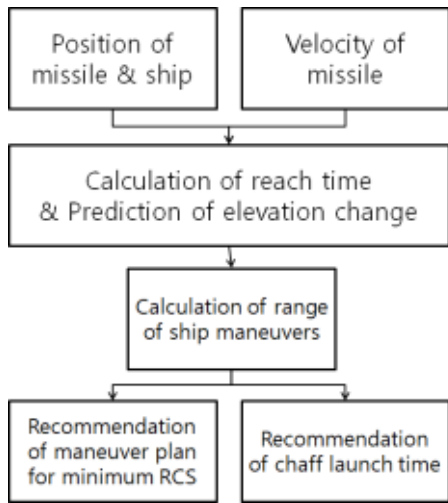 Position of
missile & ship
Velocity of
missile
Calculation of reach time
& Prediction of elevation change
Calculation of range
of ship maneuvers
Recommendation
of maneuver plan
for minimum RCS
Recommendation
of chaff launch time